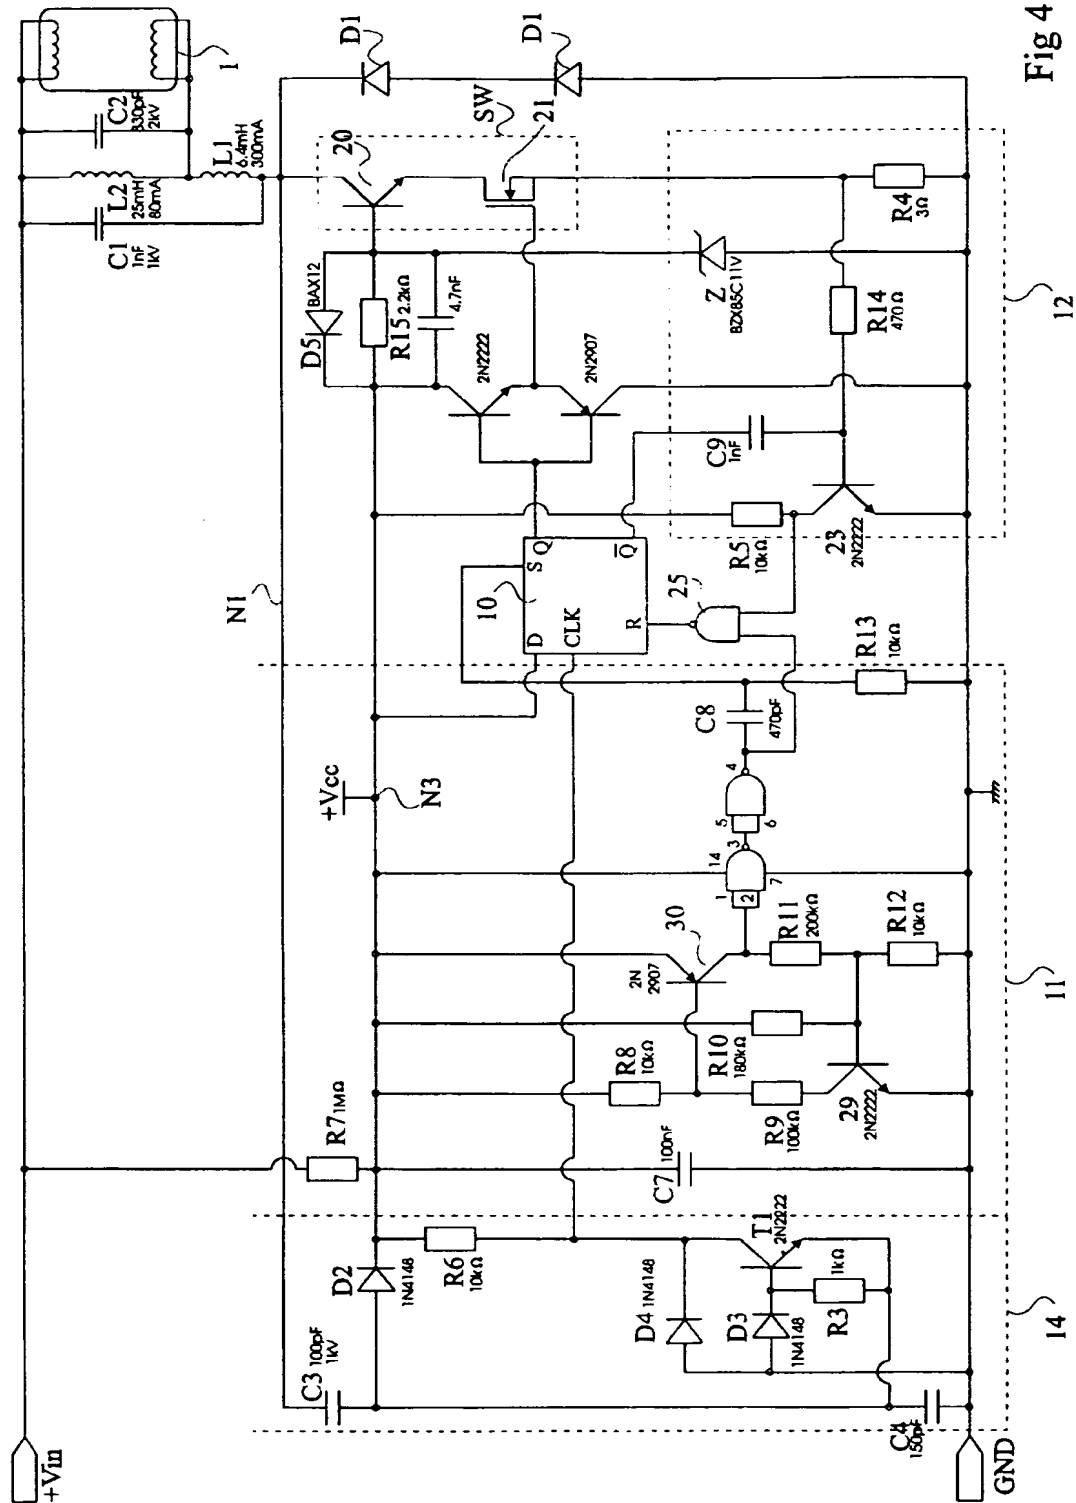 +Vin
1
C2
330pF
2kV
L1
6.4mH
300mA
L2
25mH
80mA
C1
1nF
1kV
D1
D1
Fig 4
SW
20
21
N1
D5
BAX12
R15
2.2kΩ
4.7nF
2N2222
2N2907
Z
BZX85C11V
R4
3Ω
R14
470Ω
12
C9
1nF
23
2N2222
R5
10kΩ
10
D
S
Q
CLK
R
Q̅
25
R13
10kΩ
C8
470pF
+Vcc
N3
14
1
2
3
7
5
6
4
30
2N
2907
R11
200kΩ
R12
10kΩ
R10
180kΩ
R8
10kΩ
R9
100kΩ
29
2N2222
11
R7
1MΩ
C7
100nF
D2
1N4148
R6
10kΩ
T1
2N2222
D4
1N4148
D3
1N4148
R3
1kΩ
14
C3
100pF
1kV
C4
150pF
GND